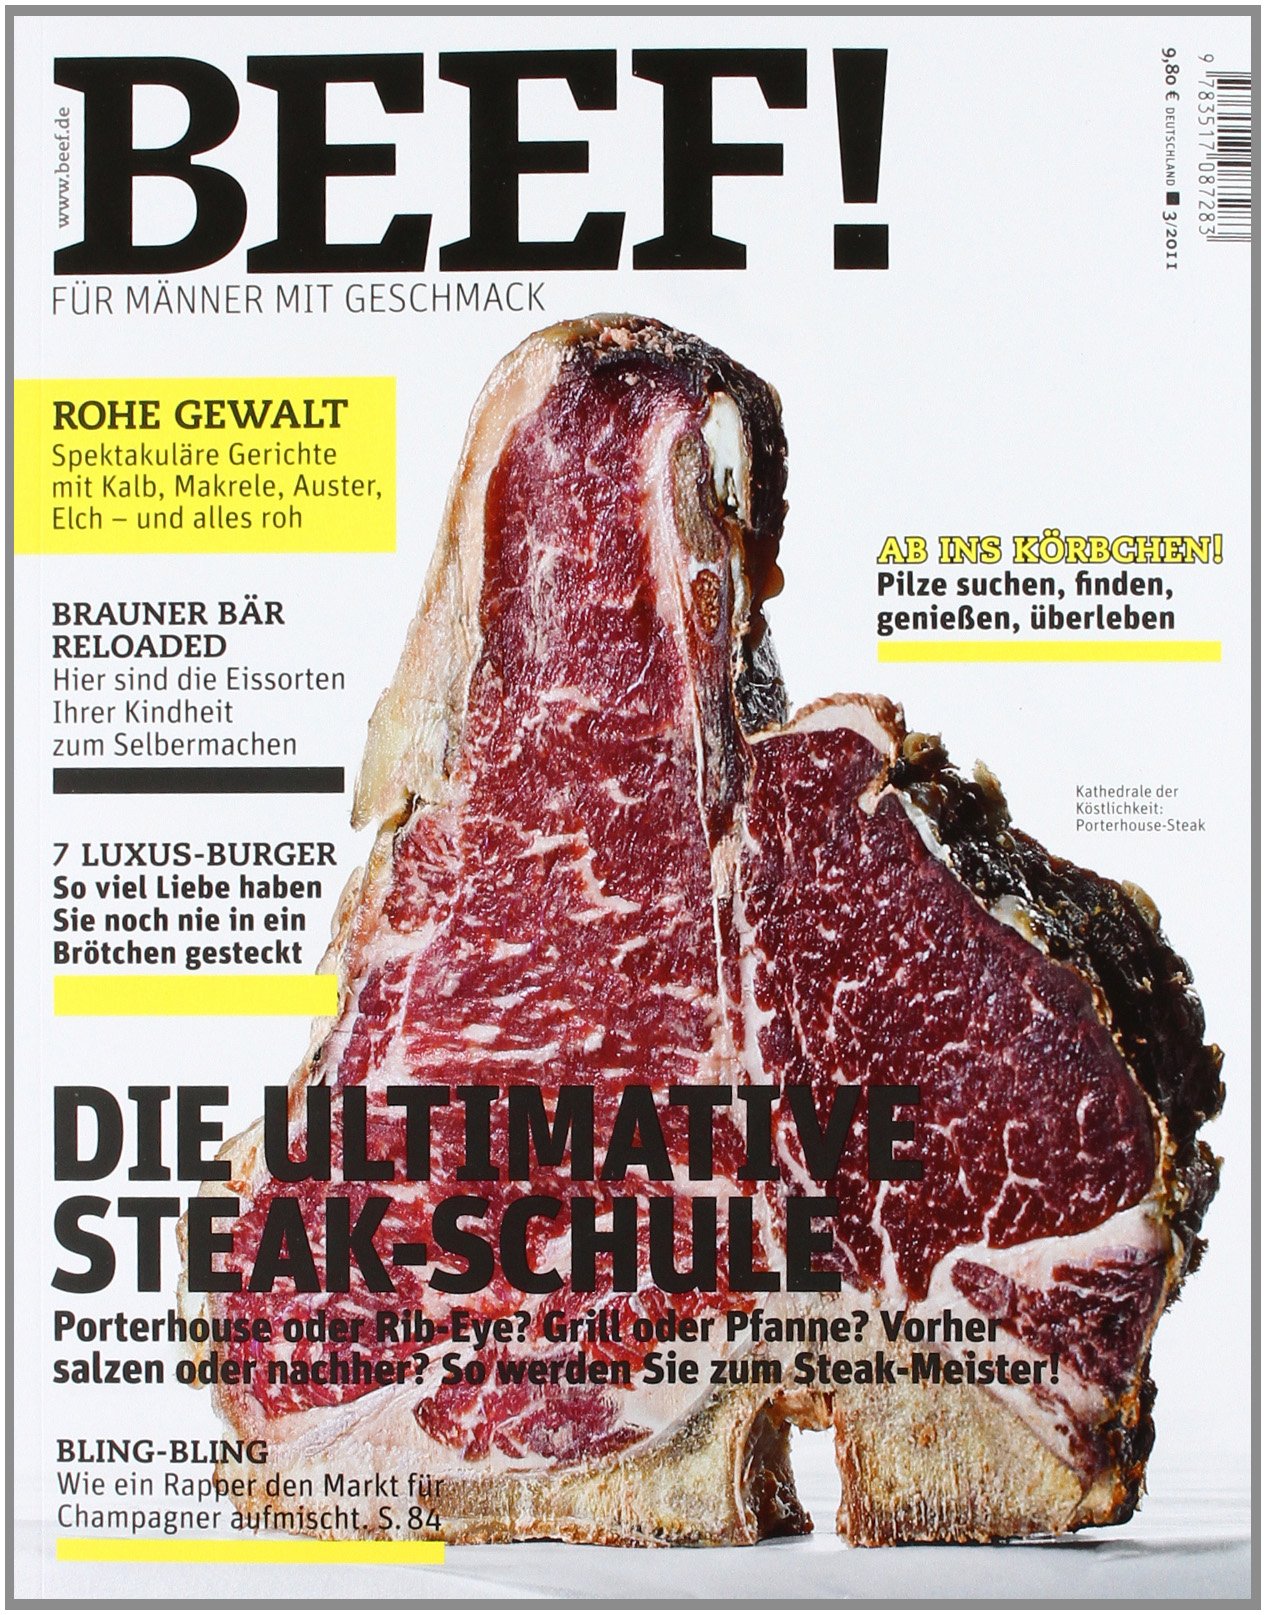 BEEF!
www.beef.de
FÜR MÄNNER MIT GESCHMACK
9,80 € DEUTSCHLAND ■ 3/2011
9 783517 087283
ROHE GEWALT
Spektakuläre Gerichte
mit Kalb, Makrele, Auster,
Elch – und alles roh
AB INS KÖRBCHEN!
Pilze suchen, finden,
genießen, überleben
BRAUNER BÄR
RELOADED
Hier sind die Eissorten
Ihrer Kindheit
zum Selbermachen
Kathedrale der
Köstlichkeit:
Porterhouse-Steak
7 LUXUS-BURGER
So viel Liebe haben
Sie noch nie in ein
Brötchen gesteckt
DIE ULTIMATIVE
STEAK-SCHULE
Porterhouse oder Rib-Eye? Grill oder Pfanne? Vorher
salzen oder nachher? So werden Sie zum Steak-Meister!
BLING-BLING
Wie ein Rapper den Markt für
Champagner aufmischt. S. 84